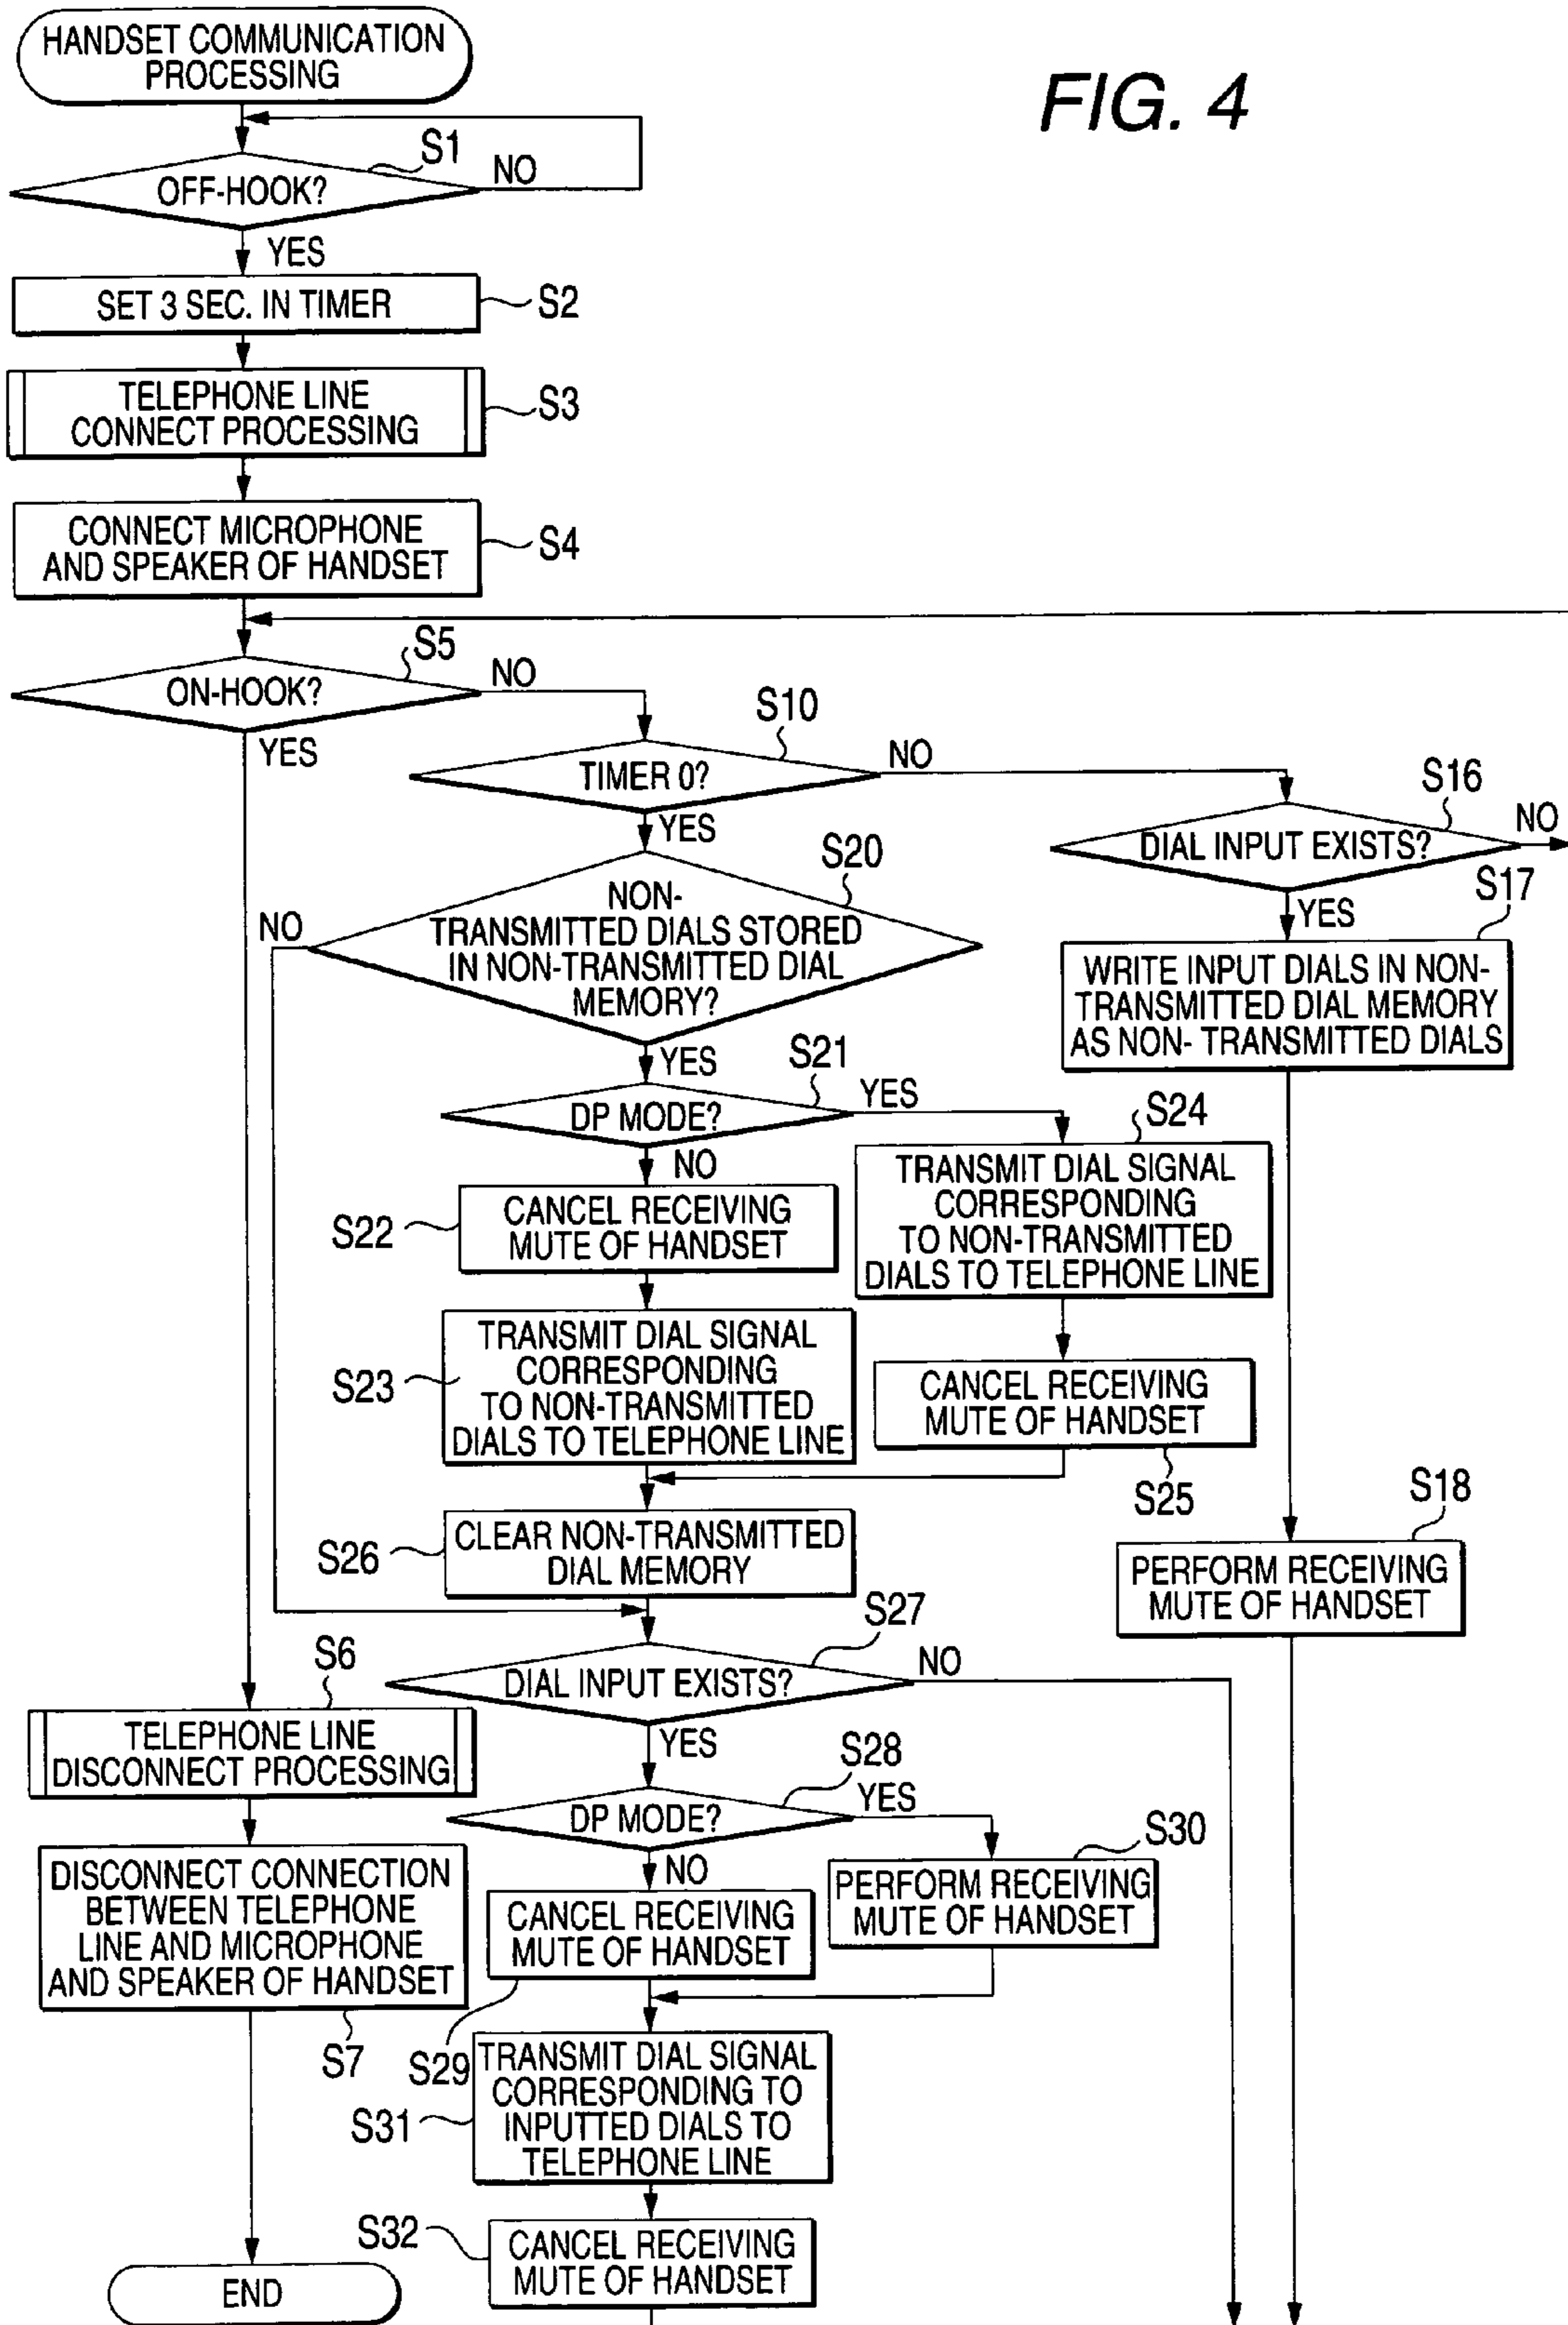 HANDSET COMMUNICATION
PROCESSING
FIG. 4
S1
OFF-HOOK?
NO
YES
SET 3 SEC. IN TIMER
S2
TELEPHONE LINE
CONNECT PROCESSING
S3
CONNECT MICROPHONE
AND SPEAKER OF HANDSET
S4
S5
ON-HOOK?
NO
YES
S10
TIMER 0?
NO
YES
S16
DIAL INPUT EXISTS?
NO
YES
S17
WRITE INPUT DIALS IN NON-
TRANSMITTED DIAL MEMORY
AS NON- TRANSMITTED DIALS
S20
NON-
TRANSMITTED DIALS STORED
IN NON-TRANSMITTED DIAL
MEMORY?
NO
YES
S21
DP MODE?
YES
NO
S22
CANCEL RECEIVING
MUTE OF HANDSET
S24
TRANSMIT DIAL SIGNAL
CORRESPONDING
TO NON-TRANSMITTED
DIALS TO TELEPHONE LINE
S23
TRANSMIT DIAL SIGNAL
CORRESPONDING
TO NON-TRANSMITTED
DIALS TO TELEPHONE LINE
CANCEL RECEIVING
MUTE OF HANDSET
S25
S18
PERFORM RECEIVING
MUTE OF HANDSET
S26
CLEAR NON-TRANSMITTED
DIAL MEMORY
S27
DIAL INPUT EXISTS?
NO
YES
S6
TELEPHONE LINE
DISCONNECT PROCESSING
S28
DP MODE?
YES
NO
S30
PERFORM RECEIVING
MUTE OF HANDSET
DISCONNECT CONNECTION
BETWEEN TELEPHONE
LINE AND MICROPHONE
AND SPEAKER OF HANDSET
S7
CANCEL RECEIVING
MUTE OF HANDSET
S29
S31
TRANSMIT DIAL SIGNAL
CORRESPONDING TO
INPUTTED DIALS TO
TELEPHONE LINE
S32
CANCEL RECEIVING
MUTE OF HANDSET
END